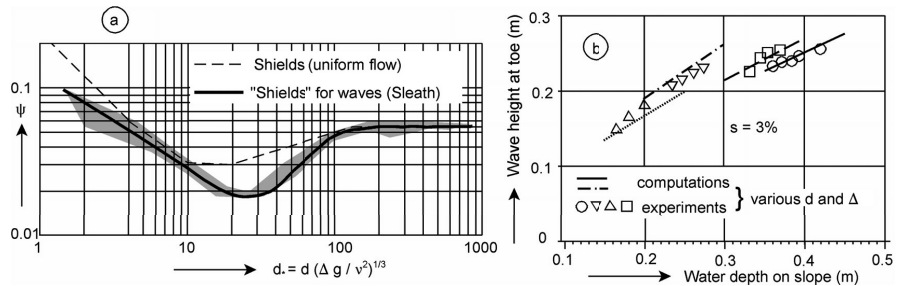 a
Shields (uniform flow)
"Shields" for waves (Sleath)
0.1
ψ
0.01
1
10
100
1000
d* = d (Δ g / ν²)^1/3
b
Wave height at toe (m)
0.3
0.2
0.1
0
s = 3%
computations
experiments
various d and Δ
0.1
0.2
0.3
0.4
0.5
Water depth on slope (m)